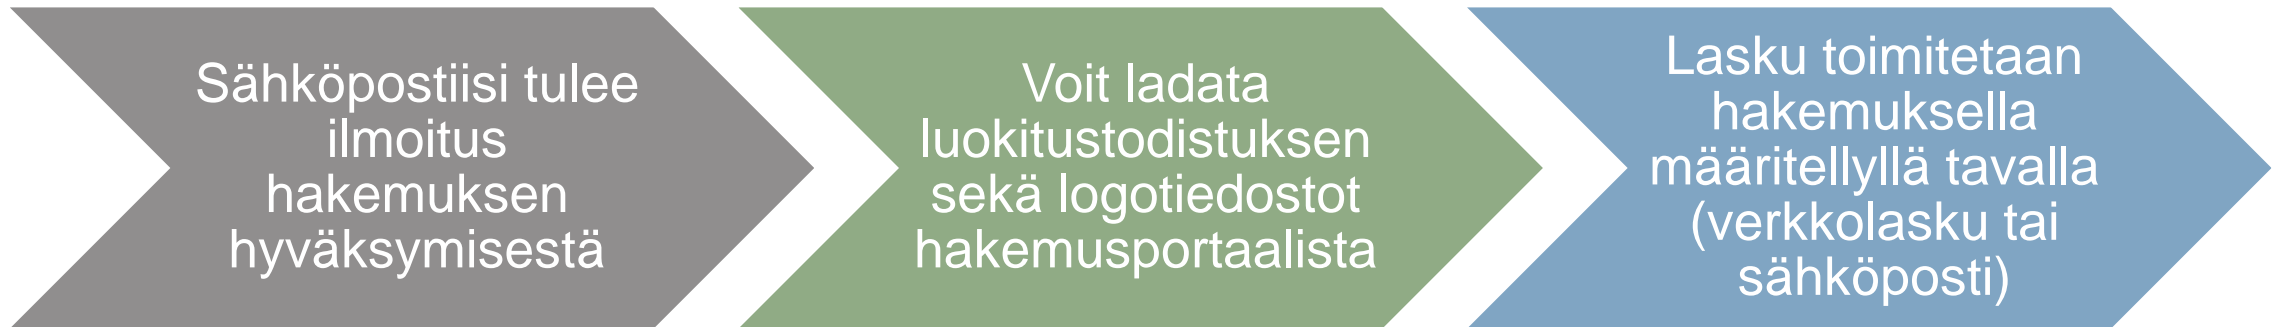 Sähköpostiisi tulee
ilmoitus
hakemuksen
hyväksymisestä
Voit ladata
luokitustodistuksen
sekä logotiedostot
hakemusportaalista
Lasku toimitetaan
hakemuksella
määritellyllä tavalla
(verkkolasku tai
sähköposti)